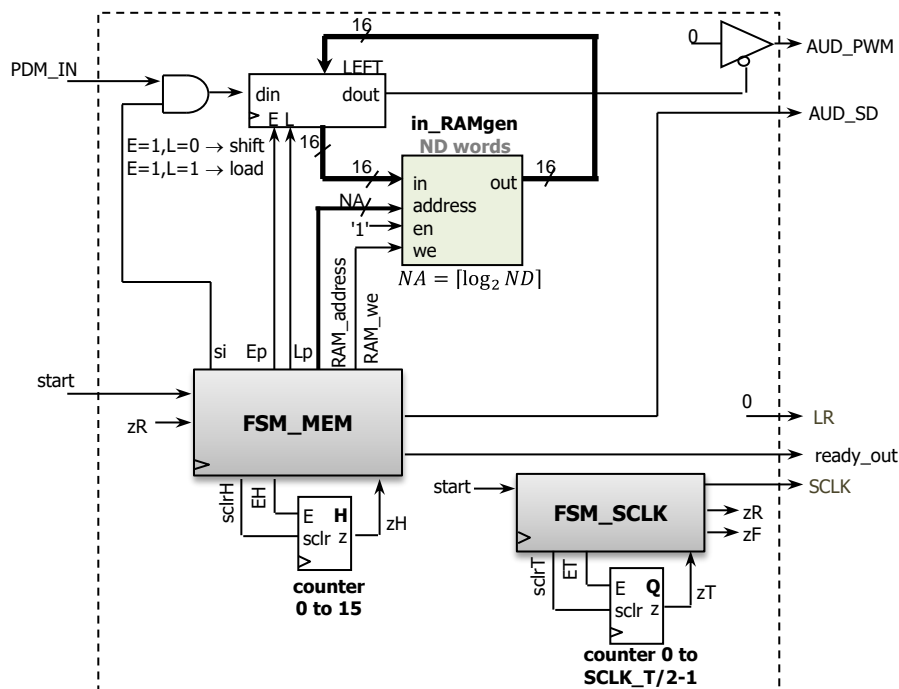 16
0
AUD_PWM
PDM_IN
LEFT
din
dout
E L
AUD_SD
in_RAMgen
ND words
E=1,L=0 → shift
E=1,L=1 → load
16
16
16
in
out
NA
address
'1'
en
we
NA = ⌈log₂ ND⌉
RAM_address
RAM_we
si
Ep
Lp
start
zR
FSM_MEM
0
LR
ready_out
sclrH
EH
E
H
sclr
z
zH
counter
0 to 15
start
SCLK
FSM_SCLK
zR
zF
sclrT
ET
E
Q
sclr
z
zT
counter 0 to
SCLK_T/2-1